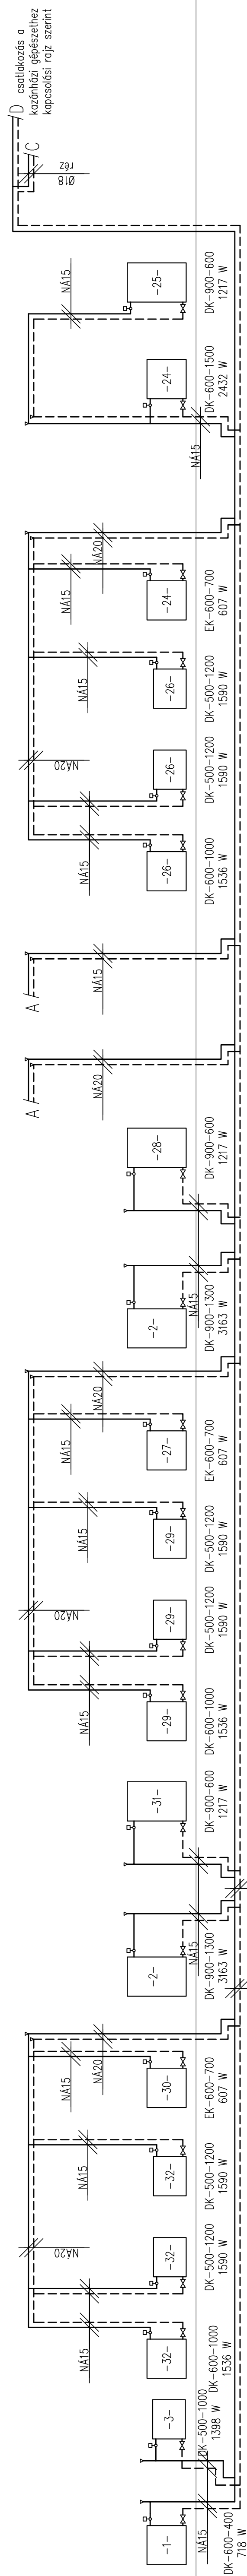 D
csatlakozás a
kazánházi gépészethez
kapcsolási rajz szerint
C
Ø18
réz
NÁ15
-25-
DK-900-600
1217 W
-24-
DK-600-1500
2432 W
NÁ15
NÁ20
NÁ15
-24-
EK-600-700
607 W
NÁ15
-26-
DK-500-1200
1590 W
NÁ20
-26-
DK-500-1200
1590 W
NÁ15
-26-
DK-600-1000
1536 W
A
NÁ15
A
NÁ20
-28-
DK-900-600
1217 W
NÁ15
-2-
DK-900-1300
3163 W
NÁ20
NÁ15
-27-
EK-600-700
607 W
NÁ15
-29-
DK-500-1200
1590 W
NÁ20
-29-
DK-500-1200
1590 W
NÁ15
-29-
DK-600-1000
1536 W
-31-
DK-900-600
1217 W
NÁ15
-2-
DK-900-1300
3163 W
NÁ20
NÁ15
-30-
EK-600-700
607 W
NÁ15
-32-
DK-500-1200
1590 W
NÁ20
-32-
DK-500-1200
1590 W
NÁ15
-32-
DK-600-1000
1536 W
-3-
DK-500-1000
1398 W
NÁ15
-1-
DK-600-400
718 W